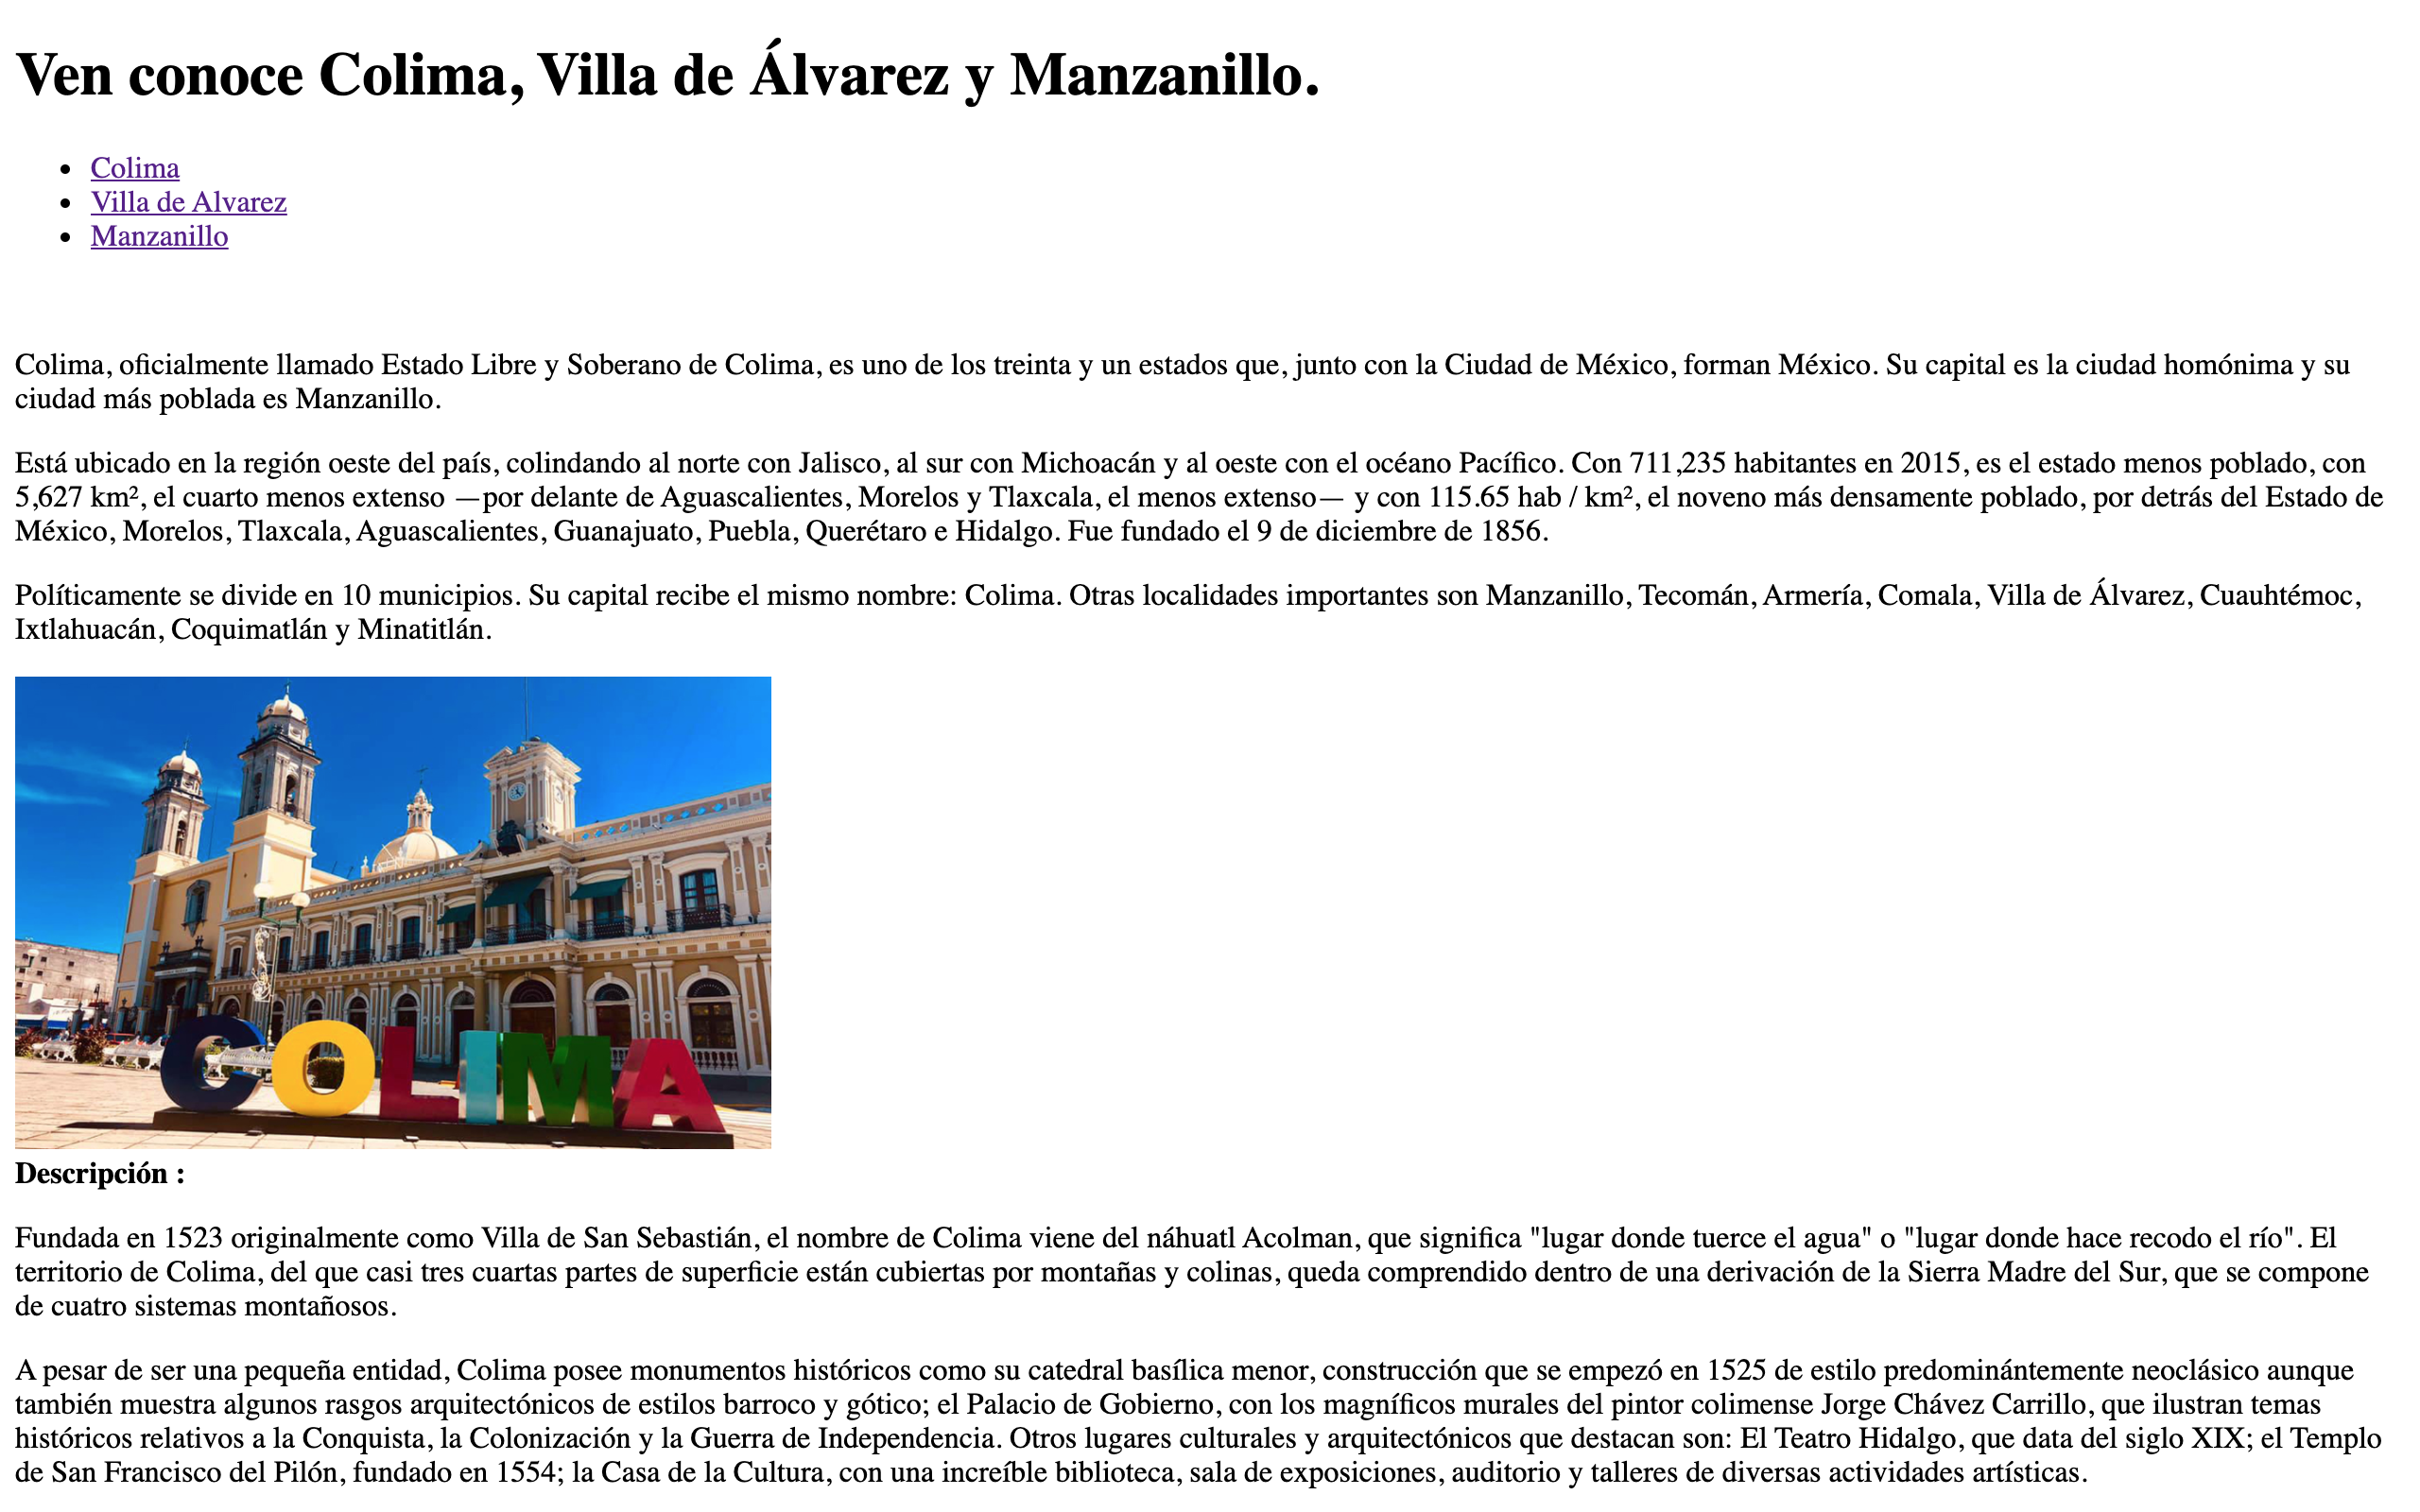 Ven conoce Colima, Villa de Álvarez y Manzanillo.
Colima
Villa de Alvarez
Manzanillo
Colima, oficialmente llamado Estado Libre y Soberano de Colima, es uno de los treinta y un estados que, junto con la Ciudad de México, forman México. Su capital es la ciudad homónima y su
ciudad más poblada es Manzanillo.
Está ubicado en la región oeste del país, colindando al norte con Jalisco, al sur con Michoacán y al oeste con el océano Pacífico. Con 711,235 habitantes en 2015, es el estado menos poblado, con
5,627 km², el cuarto menos extenso —por delante de Aguascalientes, Morelos y Tlaxcala, el menos extenso— y con 115.65 hab / km², el noveno más densamente poblado, por detrás del Estado de
México, Morelos, Tlaxcala, Aguascalientes, Guanajuato, Puebla, Querétaro e Hidalgo. Fue fundado el 9 de diciembre de 1856.
Políticamente se divide en 10 municipios. Su capital recibe el mismo nombre: Colima. Otras localidades importantes son Manzanillo, Tecomán, Armería, Comala, Villa de Álvarez, Cuauhtémoc,
Ixtlahuacán, Coquimatlán y Minatitlán.
COLIMA
Descripción :
Fundada en 1523 originalmente como Villa de San Sebastián, el nombre de Colima viene del náhuatl Acolman, que significa "lugar donde tuerce el agua" o "lugar donde hace recodo el río". El
territorio de Colima, del que casi tres cuartas partes de superficie están cubiertas por montañas y colinas, queda comprendido dentro de una derivación de la Sierra Madre del Sur, que se compone
de cuatro sistemas montañosos.
A pesar de ser una pequeña entidad, Colima posee monumentos históricos como su catedral basílica menor, construcción que se empezó en 1525 de estilo predominántemente neoclásico aunque
también muestra algunos rasgos arquitectónicos de estilos barroco y gótico; el Palacio de Gobierno, con los magníficos murales del pintor colimense Jorge Chávez Carrillo, que ilustran temas
históricos relativos a la Conquista, la Colonización y la Guerra de Independencia. Otros lugares culturales y arquitectónicos que destacan son: El Teatro Hidalgo, que data del siglo XIX; el Templo
de San Francisco del Pilón, fundado en 1554; la Casa de la Cultura, con una increíble biblioteca, sala de exposiciones, auditorio y talleres de diversas actividades artísticas.